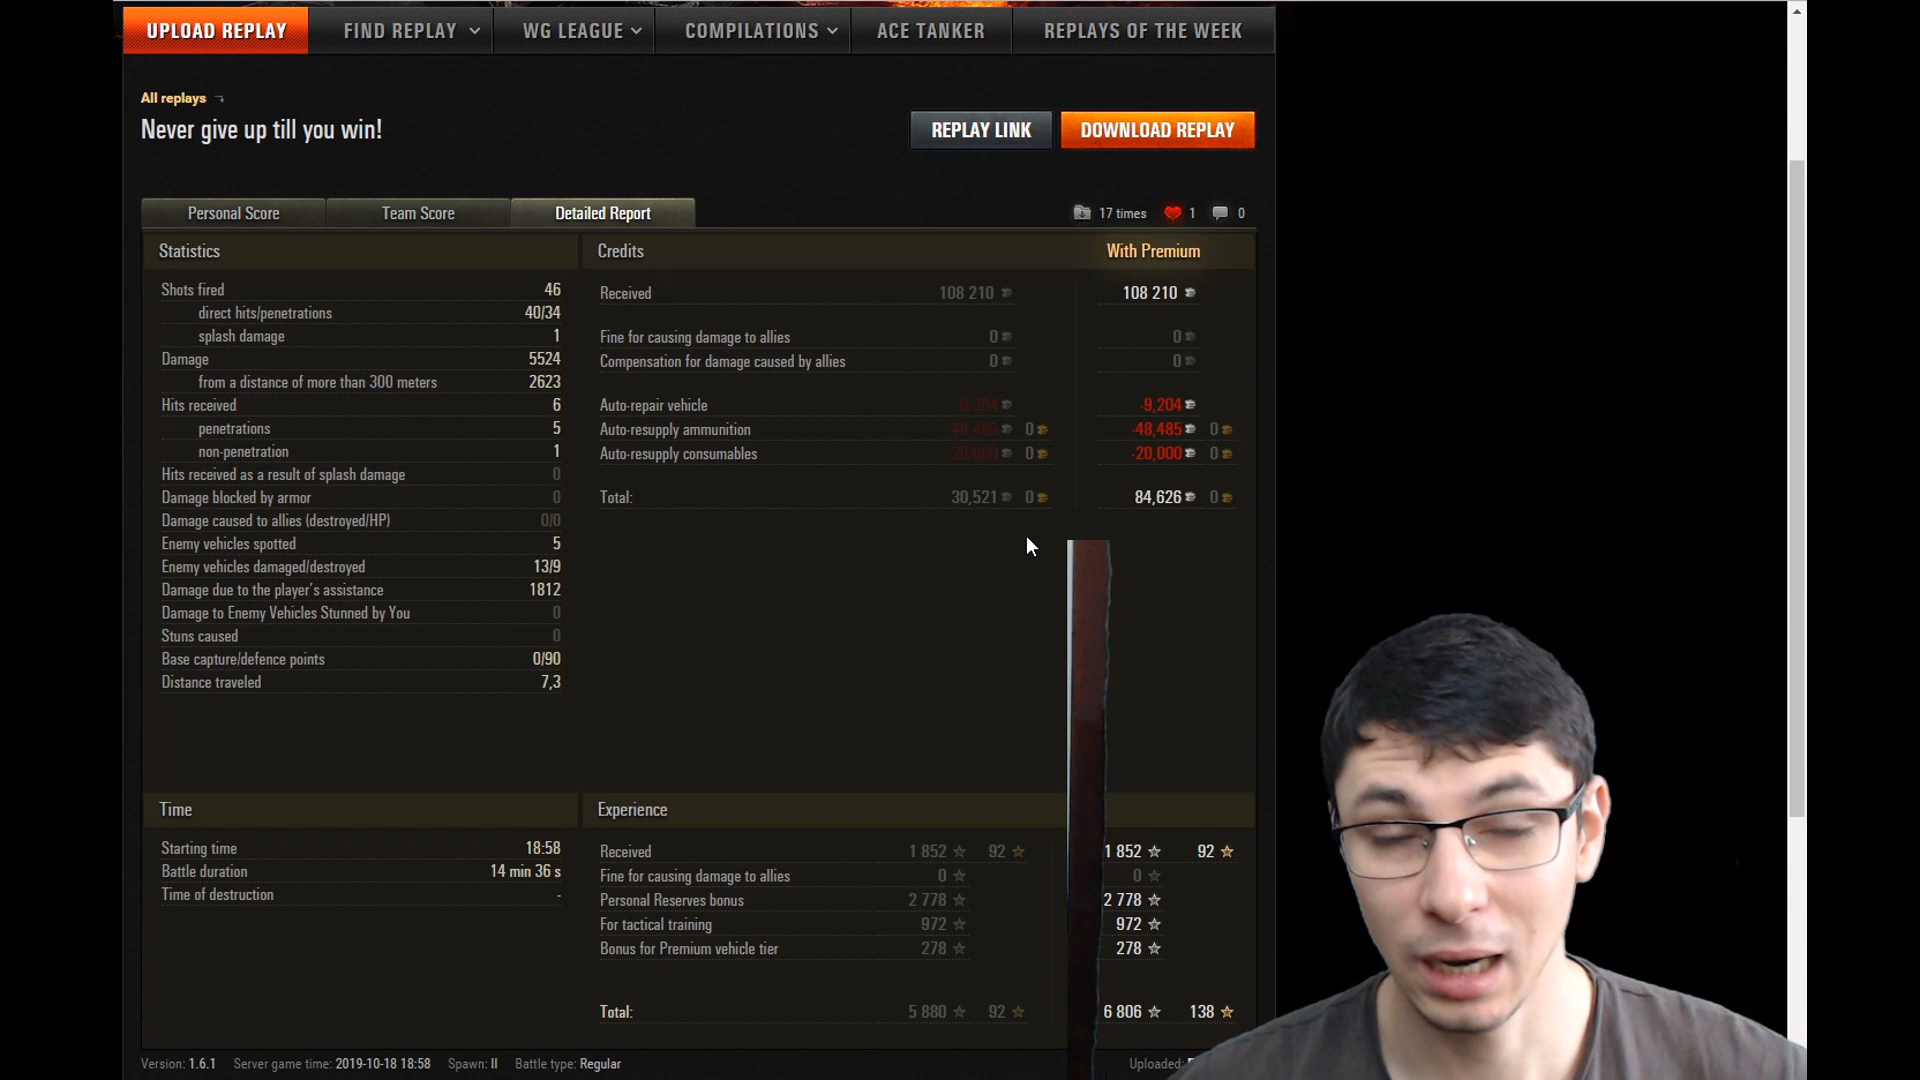 UPLOAD REPLAY FIND REPLAY WG LEAGUE COMPILATIONS ACE TANKER REPLAYS OF THE WEEK
All replays
Never give up till you win!
REPLAY LINK DOWNLOAD REPLAY
Personal Score Team Score Detailed Report 17 times 1 0
Statistics
Shots fired 46
direct hits/penetrations 40/34
splash damage 1
Damage 5524
from a distance of more than 300 meters 2623
Hits received 6
penetrations 5
non-penetration 1
Hits received as a result of splash damage 0
Damage blocked by armor 0
Damage caused to allies (destroyed/HP) 0/0
Enemy vehicles spotted 5
Enemy vehicles damaged/destroyed 13/9
Damage due to the player's assistance 1812
Damage to Enemy Vehicles Stunned by You 0
Stuns caused 0
Base capture/defence points 0/90
Distance traveled 7,3
Credits With Premium
Received 108 210 108 210
Fine for causing damage to allies 0 0
Compensation for damage caused by allies 0 0
Auto-repair vehicle -9,204 -9,204
Auto-resupply ammunition -48,485 0 -48,485 0
Auto-resupply consumables -20,000 0 -20,000 0
Total: 30,521 0 84,626 0
Time
Starting time 18:58
Battle duration 14 min 36 s
Time of destruction -
Experience
Received 1 852 92 1 852 92
Fine for causing damage to allies 0 0
Personal Reserves bonus 2 778 2 778
For tactical training 972 972
Bonus for Premium vehicle tier 278 278
Total: 5 880 92 6 806 138
Version: 1.6.1 Server game time: 2019-10-18 18:58 Spawn: II Battle type: Regular Uploaded: